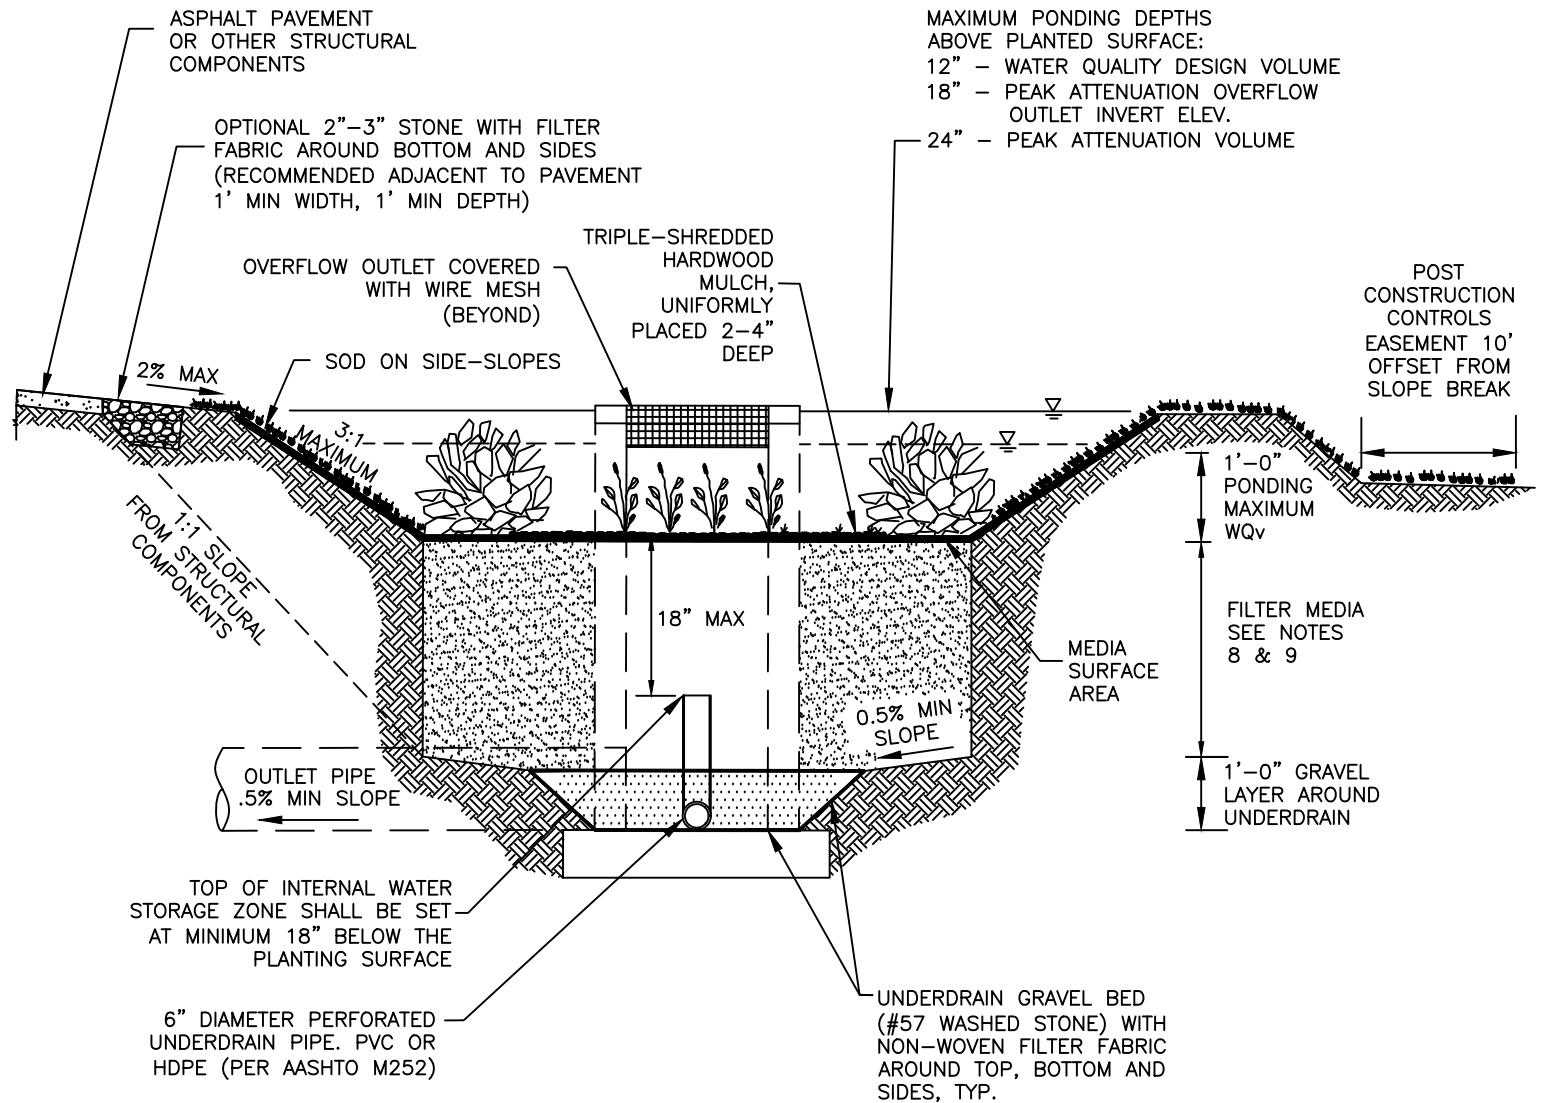 ASPHALT PAVEMENT
OR OTHER STRUCTURAL
COMPONENTS
MAXIMUM PONDING DEPTHS
ABOVE PLANTED SURFACE:
12" – WATER QUALITY DESIGN VOLUME
18" – PEAK ATTENUATION OVERFLOW
OUTLET INVERT ELEV.
24" – PEAK ATTENUATION VOLUME
OPTIONAL 2"–3" STONE WITH FILTER
FABRIC AROUND BOTTOM AND SIDES
(RECOMMENDED ADJACENT TO PAVEMENT
1' MIN WIDTH, 1' MIN DEPTH)
OVERFLOW OUTLET COVERED
WITH WIRE MESH
(BEYOND)
TRIPLE–SHREDDED
HARDWOOD
MULCH,
UNIFORMLY
PLACED 2–4"
DEEP
POST
CONSTRUCTION
CONTROLS
EASEMENT 10'
OFFSET FROM
SLOPE BREAK
2% MAX
SOD ON SIDE–SLOPES
3:1
MAXIMUM
1'–0"
PONDING
MAXIMUM
WQv
1:1 SLOPE
FROM STRUCTURAL
COMPONENTS
18" MAX
FILTER MEDIA
SEE NOTES
8 & 9
MEDIA
SURFACE
AREA
0.5% MIN
SLOPE
OUTLET PIPE
.5% MIN SLOPE
1'–0" GRAVEL
LAYER AROUND
UNDERDRAIN
TOP OF INTERNAL WATER
STORAGE ZONE SHALL BE SET
AT MINIMUM 18" BELOW THE
PLANTING SURFACE
6" DIAMETER PERFORATED
UNDERDRAIN PIPE. PVC OR
HDPE (PER AASHTO M252)
UNDERDRAIN GRAVEL BED
(#57 WASHED STONE) WITH
NON–WOVEN FILTER FABRIC
AROUND TOP, BOTTOM AND
SIDES, TYP.